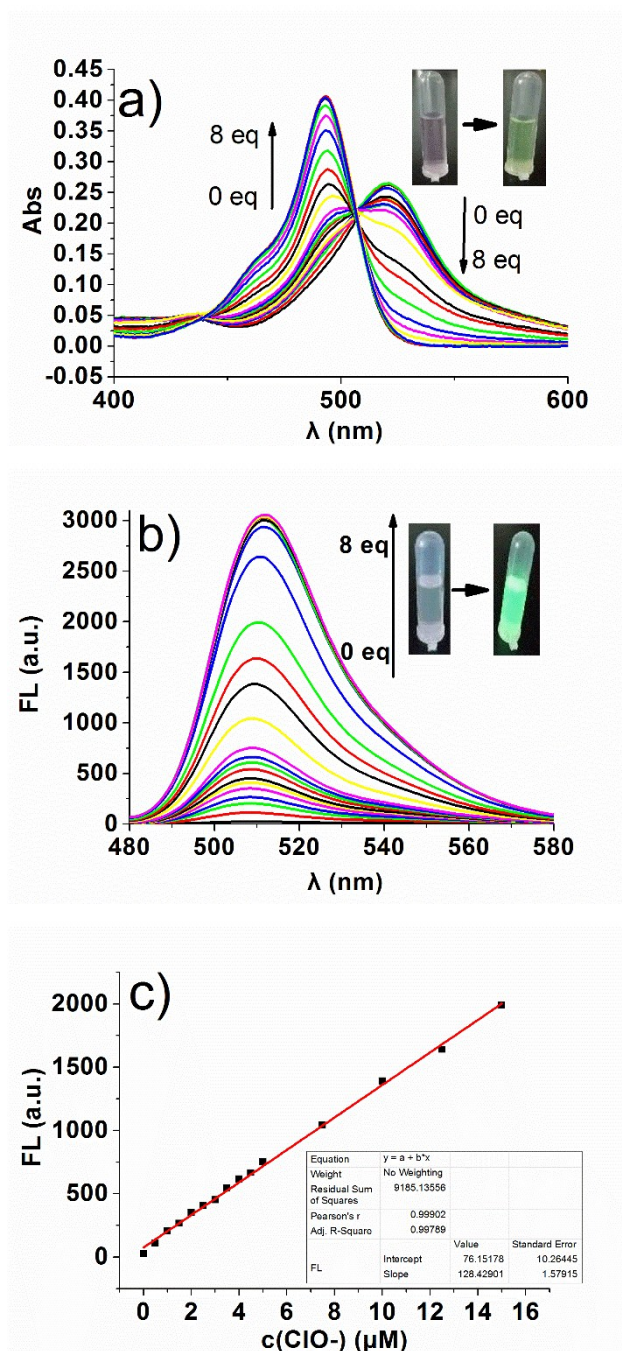 a)
0.45
0.40
0.35
0.30
0.25
0.20
0.15
0.10
0.05
0.00
-0.05
Abs
8 eq
0 eq
0 eq
8 eq
400
500
600
λ (nm)
b)
3000
2500
2000
1500
1000
500
0
FL (a.u.)
8 eq
0 eq
480
500
520
540
560
580
λ (nm)
c)
2000
1500
1000
500
0
FL (a.u.)
Equation y = a + b*x
Weight No Weighting
Residual Sum of Squares 9185.13556
Pearson's r 0.99902
Adj. R-Square 0.99789
Value Standard Error
FL Intercept 76.15178 10.26445
Slope 128.42901 1.57915
0
2
4
6
8
10
12
14
16
c(ClO-) (μM)